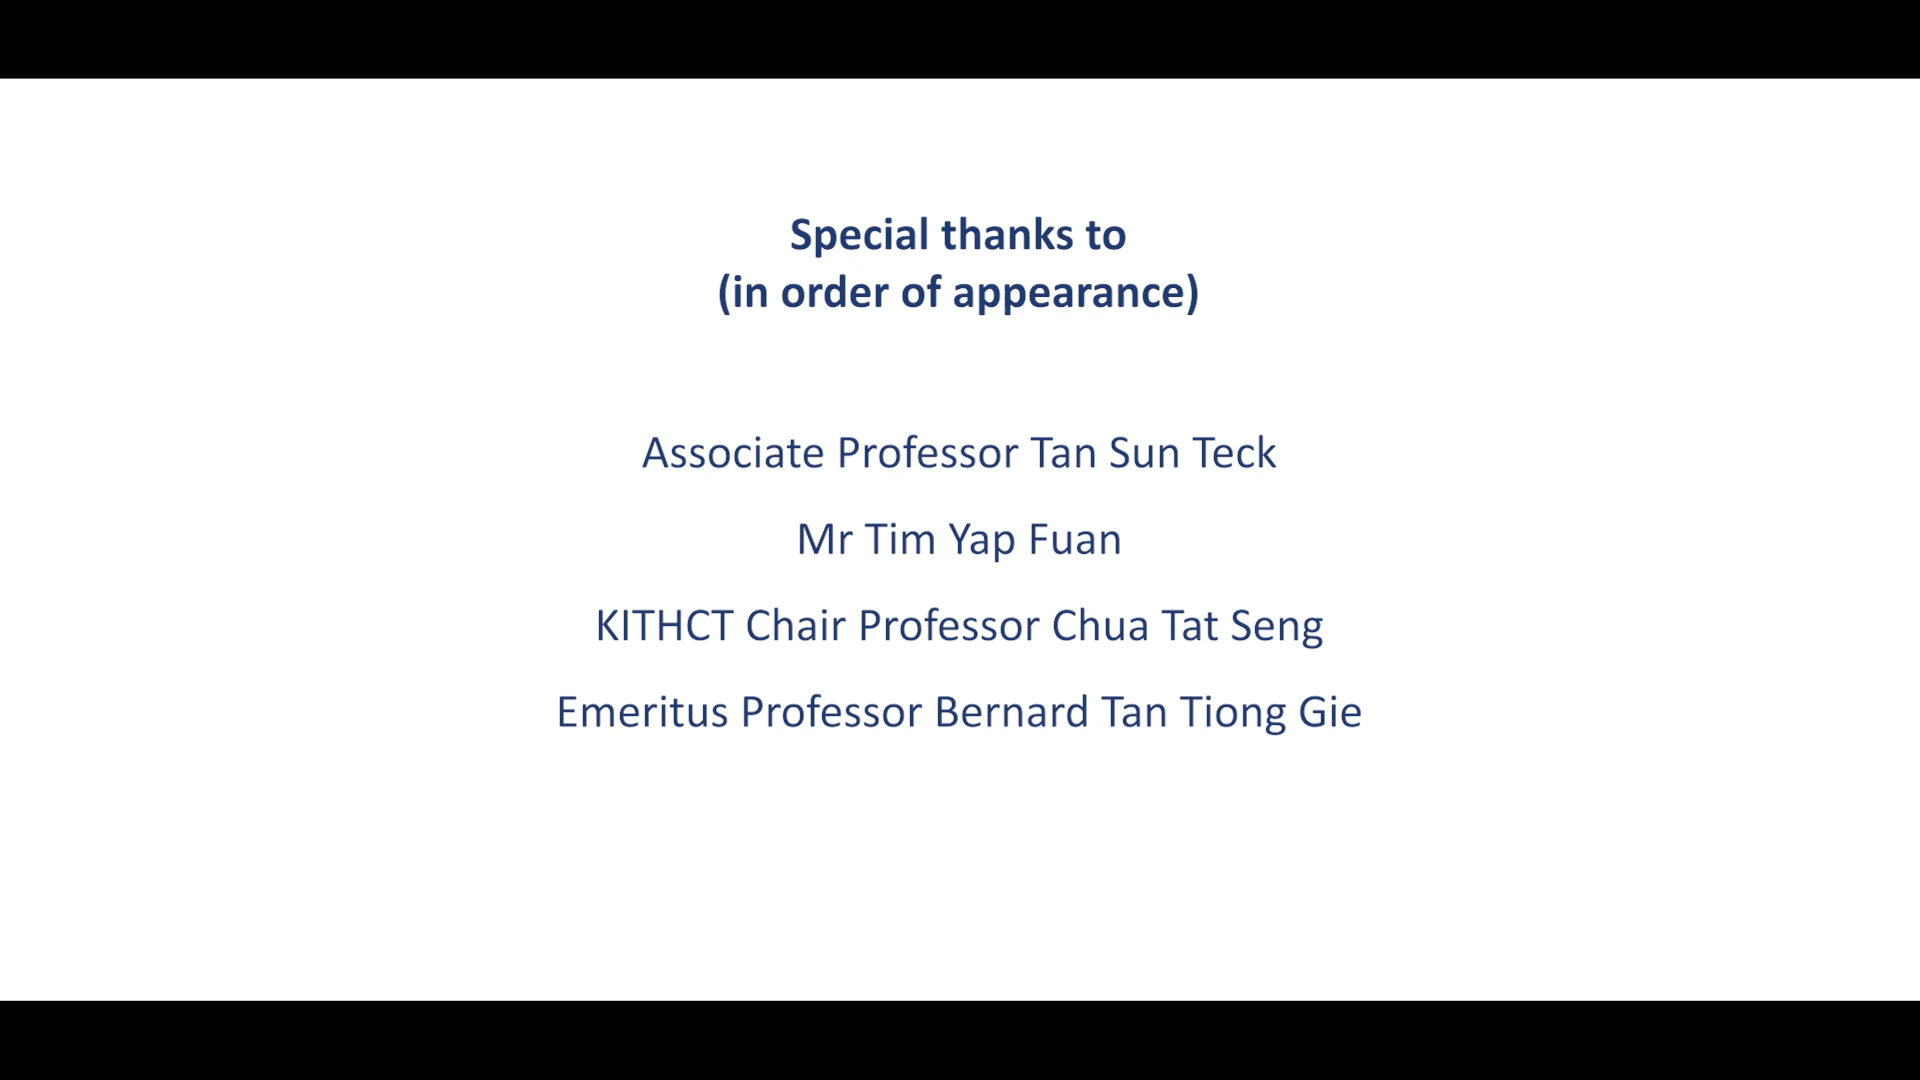 Special thanks to
(in order of appearance)
Associate Professor Tan Sun Teck
Mr Tim Yap Fuan
KITHCT Chair Professor Chua Tat Seng
Emeritus Professor Bernard Tan Tiong Gie